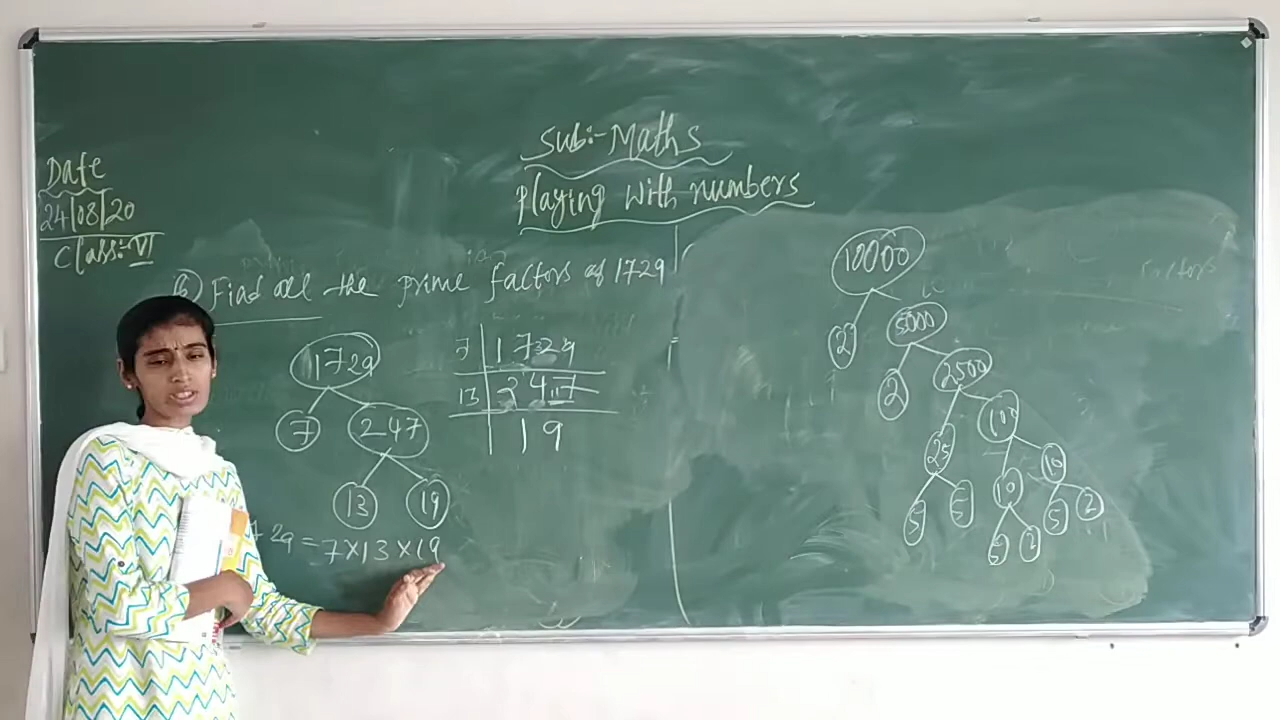 Sub:- Maths
Playing with numbers
Date
24/08/20
Class:- VI
6) Find all the prime factors of 1729
1729
7 247
13 19
29 = 7×13×19
7 1729
13 247
19
10000
2 5000
2 2500
25 100
5 5 10 10
5 2 5 2
factors